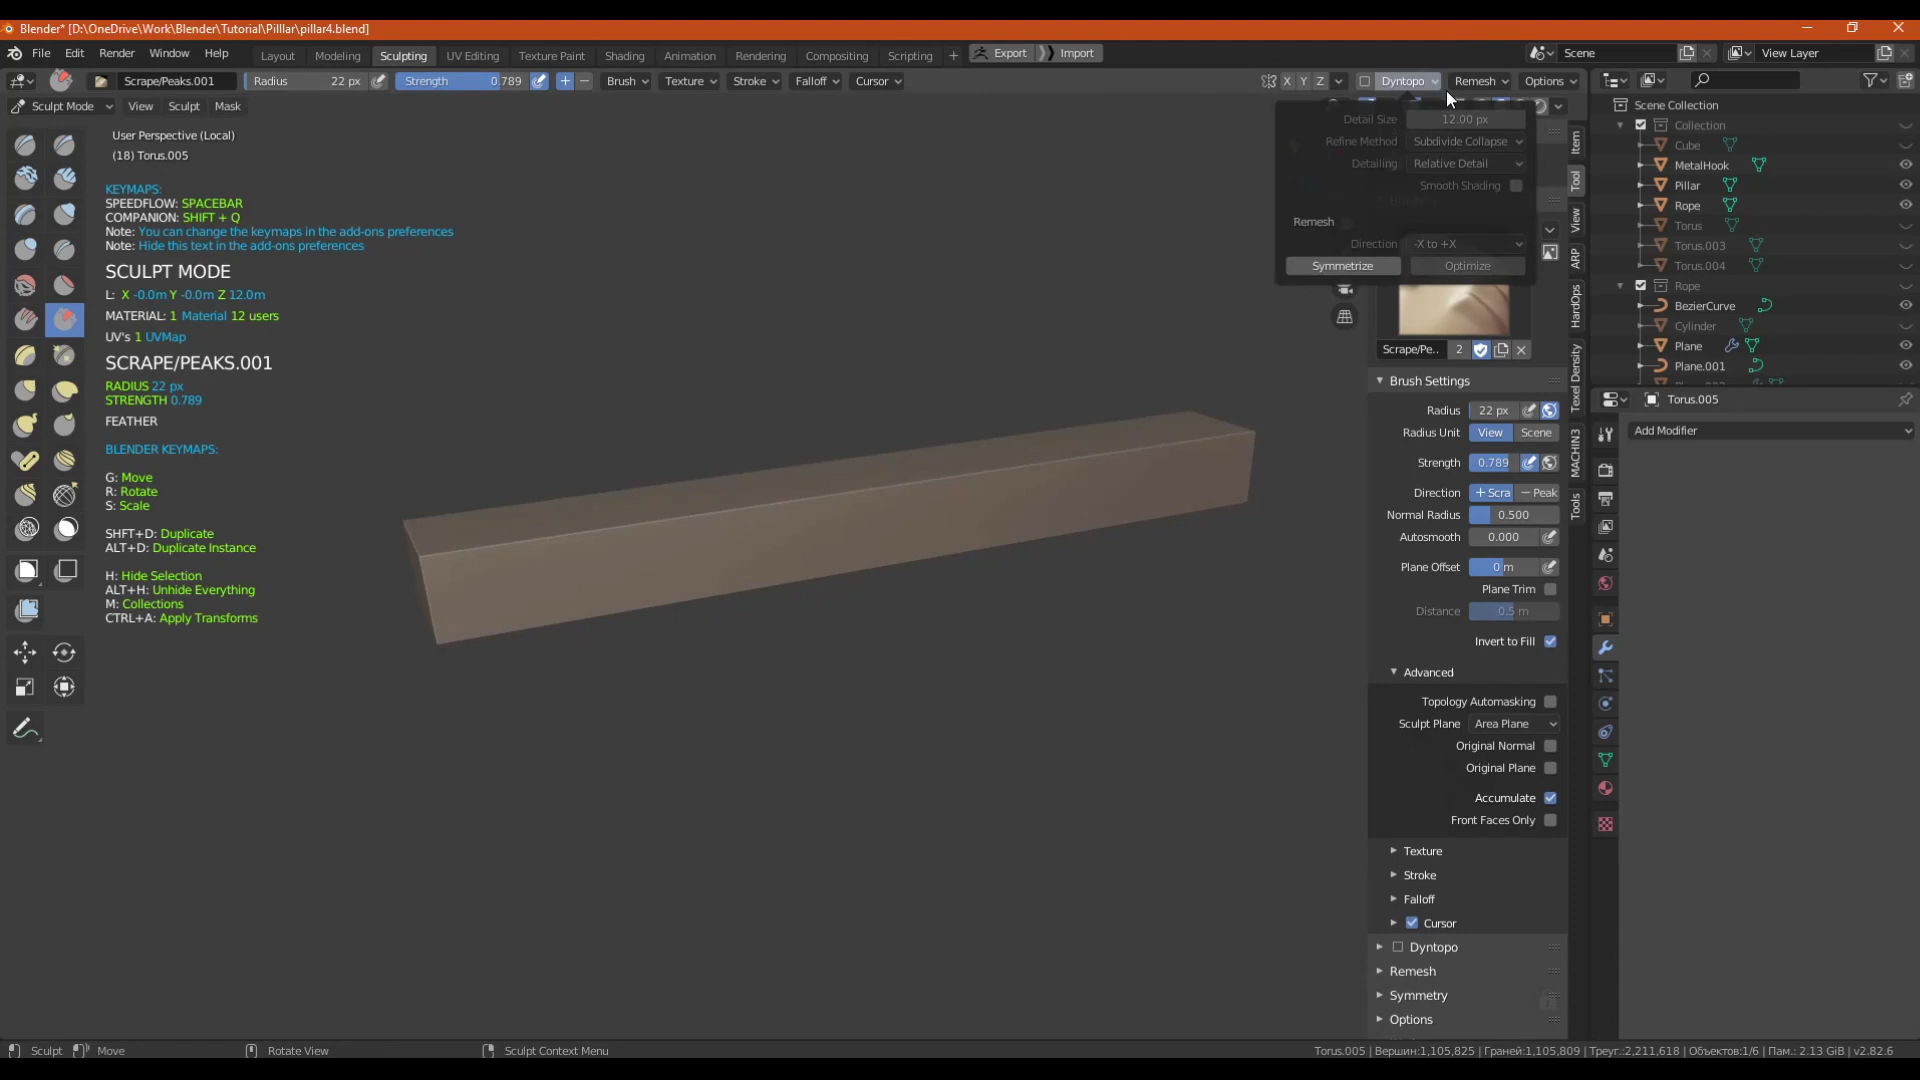 Blender* [D:\OneDrive\Work\Blender\Tutorial\Pilllar\pillar4.blend]
File Edit Render Window Help
Layout Modeling Sculpting UV Editing Texture Paint Shading Animation Rendering Compositing Scripting + Export Import
Scene View Layer
Scrape/Peaks.001 Radius 22 px Strength 0.789 + − Brush Texture Stroke Falloff Cursor
X Y Z Dyntopo Remesh Options
Sculpt Mode View Sculpt Mask
User Perspective (Local)
(18) Torus.005
KEYMAPS:
SPEEDFLOW: SPACEBAR
COMPANION: SHIFT + Q
Note: You can change the keymaps in the add-ons preferences
Note: Hide this text in the add-ons preferences
SCULPT MODE
L: X -0.0m Y -0.0m Z 12.0m
MATERIAL: 1 Material 12 users
UV's 1 UVMap
SCRAPE/PEAKS.001
RADIUS 22 px
STRENGTH 0.789
FEATHER
BLENDER KEYMAPS:
G: Move
R: Rotate
S: Scale
SHFT+D: Duplicate
ALT+D: Duplicate Instance
H: Hide Selection
ALT+H: Unhide Everything
M: Collections
CTRL+A: Apply Transforms
Detail Size 12.00 px
Refine Method Subdivide Collapse
Detailing Relative Detail
Smooth Shading
Remesh
Direction -X to +X
Symmetrize Optimize
Scrape/Pe.. 2
Brush Settings
Radius 22 px
Radius Unit View Scene
Strength 0.789
Direction + Scra − Peak
Normal Radius 0.500
Autosmooth 0.000
Plane Offset 0 m
Plane Trim
Distance 0.5 m
Invert to Fill
Advanced
Topology Automasking
Sculpt Plane Area Plane
Original Normal
Original Plane
Accumulate
Front Faces Only
Texture
Stroke
Falloff
Cursor
Dyntopo
Remesh
Symmetry
Options
Item
Tool
View
ARP
HardOps
Texel Density
MACHIN3
Tools
Scene Collection
Collection
Cube
MetalHook
Pillar
Rope
Torus
Torus.003
Torus.004
Rope
BezierCurve
Cylinder
Plane
Plane.001
Torus.005
Add Modifier
Sculpt Move Rotate View Sculpt Context Menu
Torus.005 | Вершин:1,105,825 | Граней:1,105,809 | Треуг.:2,211,618 | Объектов:1/6 | Пам.: 2.13 GiB | v2.82.6